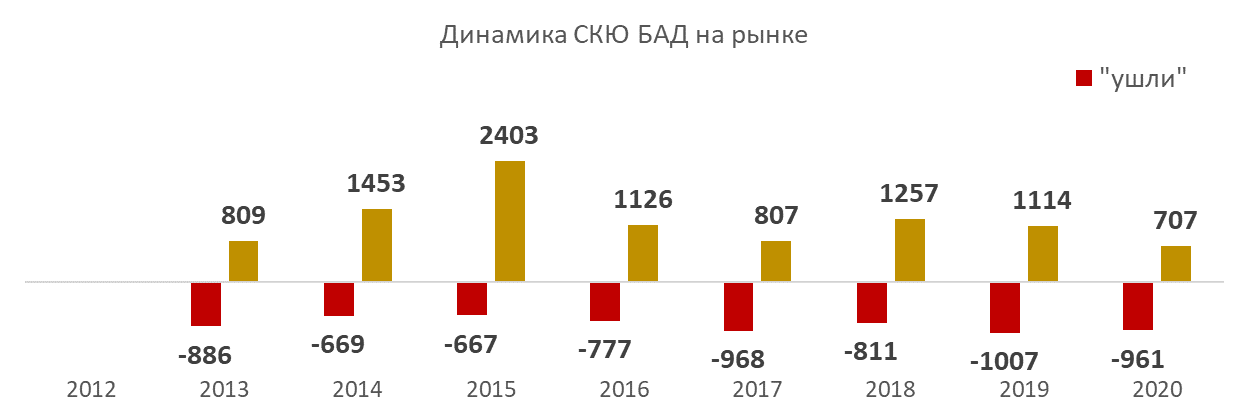 Динамика СКЮ БАД на рынке
"ушли"
809 1453 2403 1126 807 1257 1114 707
-886 -669 -667 -777 -968 -811 -1007 -961
2012 2013 2014 2015 2016 2017 2018 2019 2020